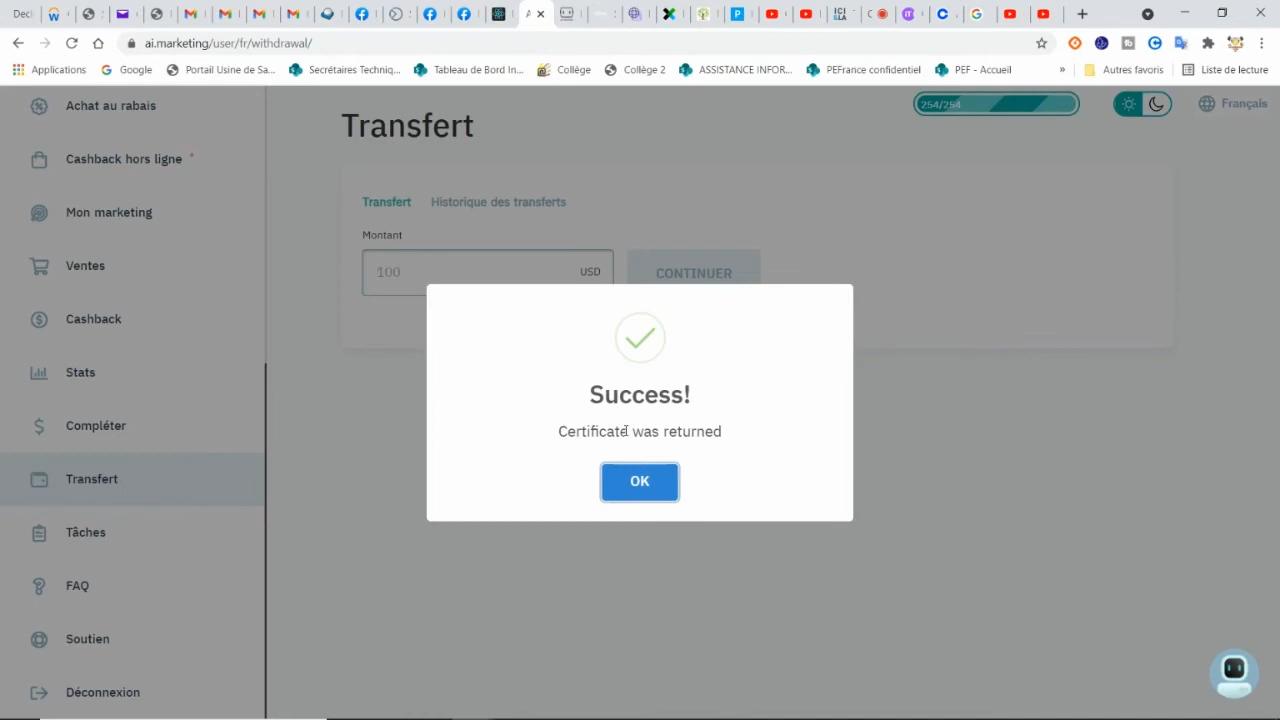 Decl
ai.marketing/user/fr/withdrawal/
Applications
Google
Portail Usine de Sa...
Secrétaires Techniq...
Tableau de Bord In...
Collège
Collège 2
ASSISTANCE INFOR...
PEFrance confidentiel
PEF - Accueil
»
Autres favoris
Liste de lecture
Achat au rabais
Cashback hors ligne *
Mon marketing
Ventes
Cashback
Stats
Compléter
Transfert
Tâches
FAQ
Soutien
Déconnexion
Transfert
254/254
Français
Transfert
Historique des transferts
Montant
100
USD
CONTINUER
Success!
Certificate was returned
OK